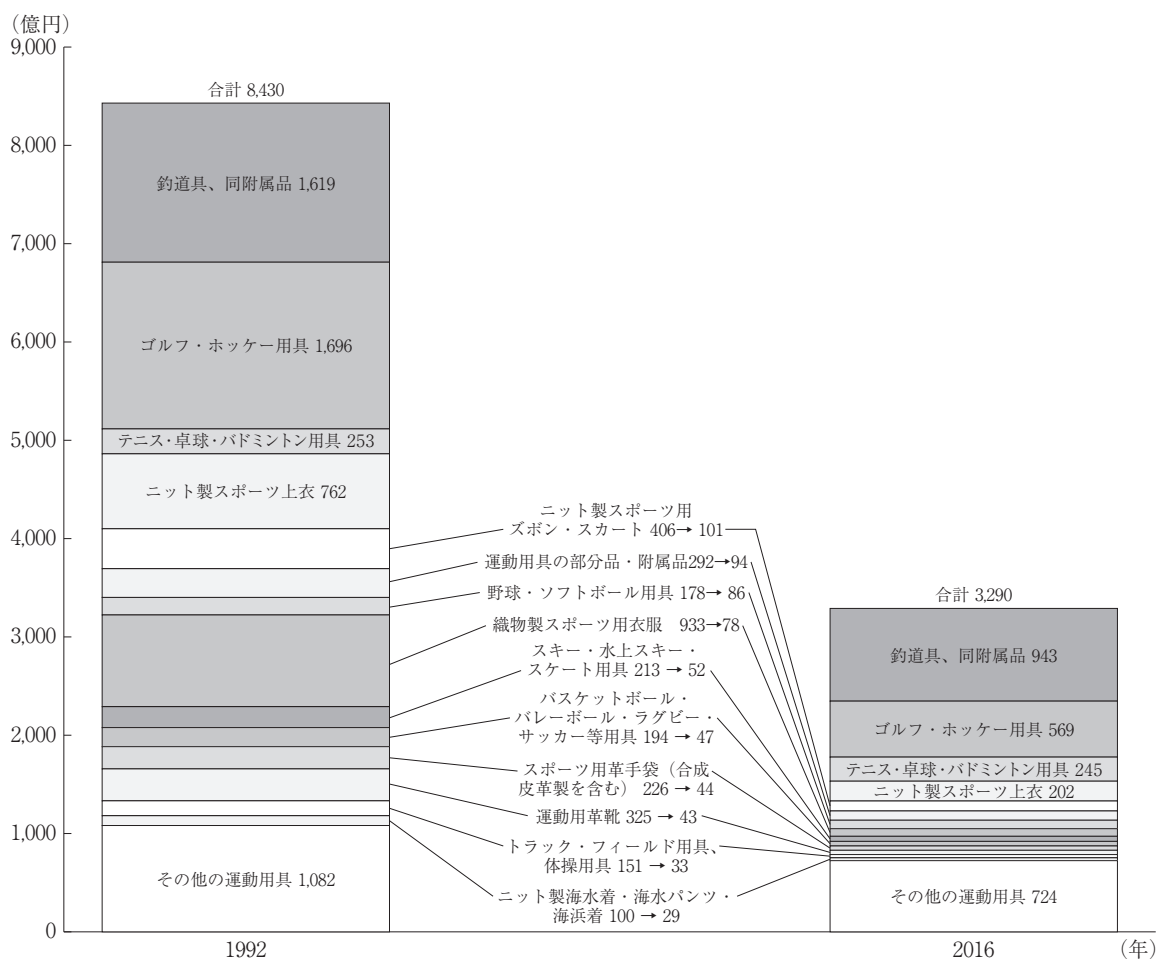 （億円）
9,000
8,000
7,000
6,000
5,000
4,000
3,000
2,000
1,000
0
合計 8,430
釣道具、同附属品 1,619
ゴルフ・ホッケー用具 1,696
テニス・卓球・バドミントン用具 253
ニット製スポーツ上衣 762
その他の運動用具 1,082
ニット製スポーツ用
ズボン・スカート 406→ 101
運動用具の部分品・附属品292→94
野球・ソフトボール用具 178→ 86
織物製スポーツ用衣服　933→78
スキー・水上スキー・
スケート用具 213 → 52
バスケットボール・
バレーボール・ラグビー・
サッカー等用具 194 → 47
スポーツ用革手袋（合成
皮革製を含む） 226 → 44
運動用革靴 325 → 43
トラック・フィールド用具、
体操用具 151 → 33
ニット製海水着・海水パンツ・
海浜着 100 → 29
合計 3,290
釣道具、同附属品 943
ゴルフ・ホッケー用具 569
テニス・卓球・バドミントン用具 245
ニット製スポーツ上衣 202
その他の運動用具 724
1992
2016
（年）